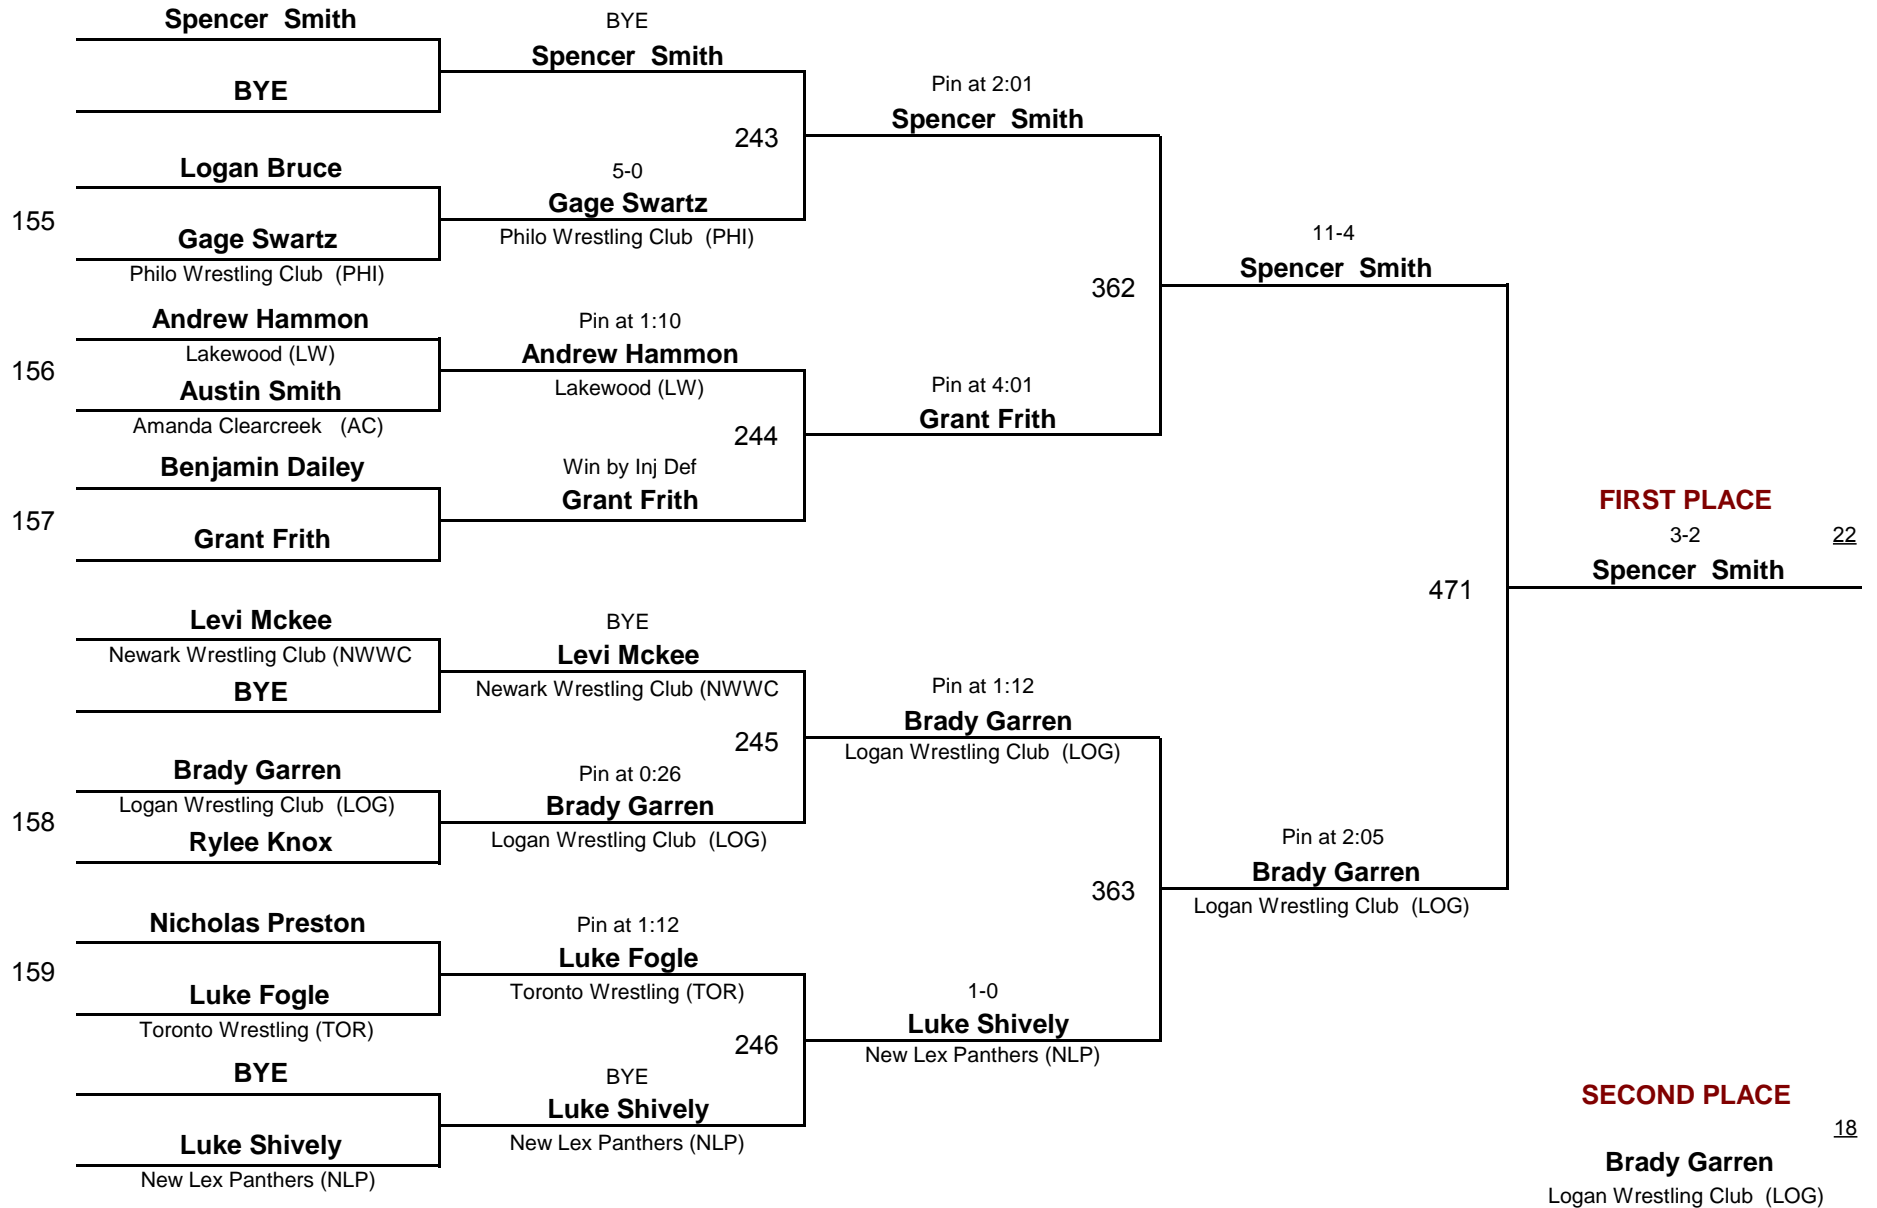 Spencer  Smith
BYE
155
Logan Bruce
Gage Swartz
Philo Wrestling Club  (PHI)
156
Andrew Hammon
Lakewood (LW)
Austin Smith
Amanda Clearcreek   (AC)
157
Benjamin Dailey
Grant Frith
Levi Mckee
Newark Wrestling Club (NWWC
BYE
158
Brady Garren
Logan Wrestling Club  (LOG)
Rylee Knox
159
Nicholas Preston
Luke Fogle
Toronto Wrestling (TOR)
BYE
Luke Shively
New Lex Panthers (NLP)
BYE
Spencer  Smith
243
5-0
Gage Swartz
Philo Wrestling Club  (PHI)
Pin at 1:10
Andrew Hammon
Lakewood (LW)
244
Win by Inj Def
Grant Frith
BYE
Levi Mckee
Newark Wrestling Club (NWWC
245
Pin at 0:26
Brady Garren
Logan Wrestling Club  (LOG)
Pin at 1:12
Luke Fogle
Toronto Wrestling (TOR)
246
BYE
Luke Shively
New Lex Panthers (NLP)
Pin at 2:01
Spencer  Smith
362
Pin at 4:01
Grant Frith
Pin at 1:12
Brady Garren
Logan Wrestling Club  (LOG)
363
1-0
Luke Shively
New Lex Panthers (NLP)
11-4
Spencer  Smith
471
Pin at 2:05
Brady Garren
Logan Wrestling Club  (LOG)
FIRST PLACE
3-2
22
Spencer  Smith
SECOND PLACE
18
Brady Garren
Logan Wrestling Club  (LOG)